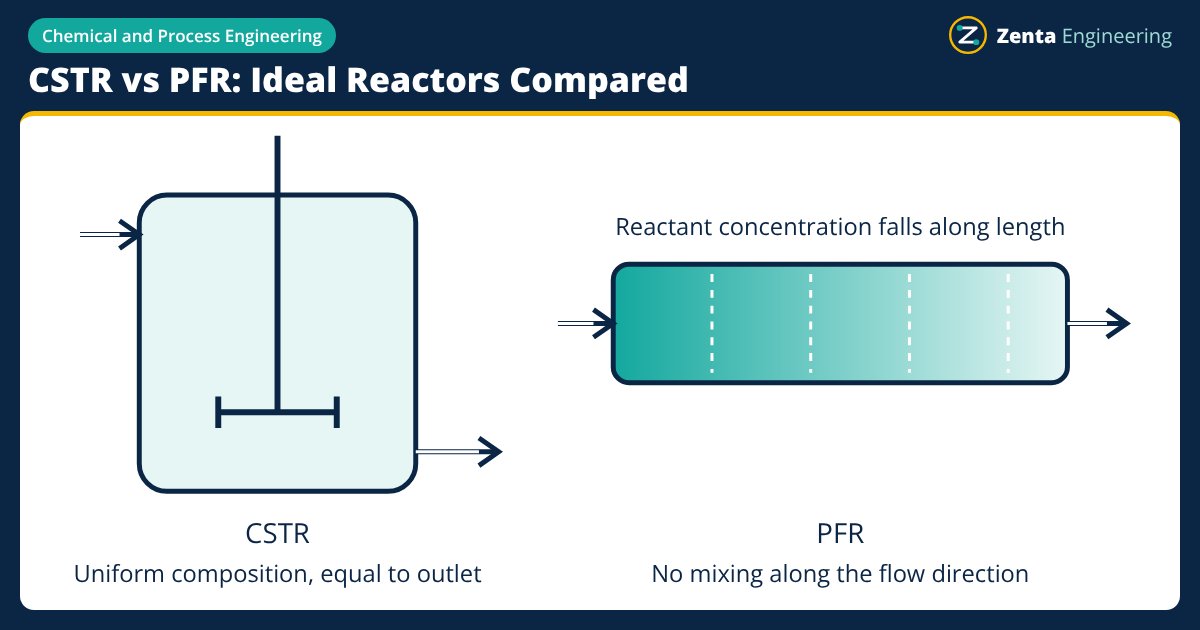 Chemical and Process Engineering
Zenta Engineering
CSTR vs PFR: Ideal Reactors Compared
Reactant concentration falls along length
CSTR
Uniform composition, equal to outlet
PFR
No mixing along the flow direction